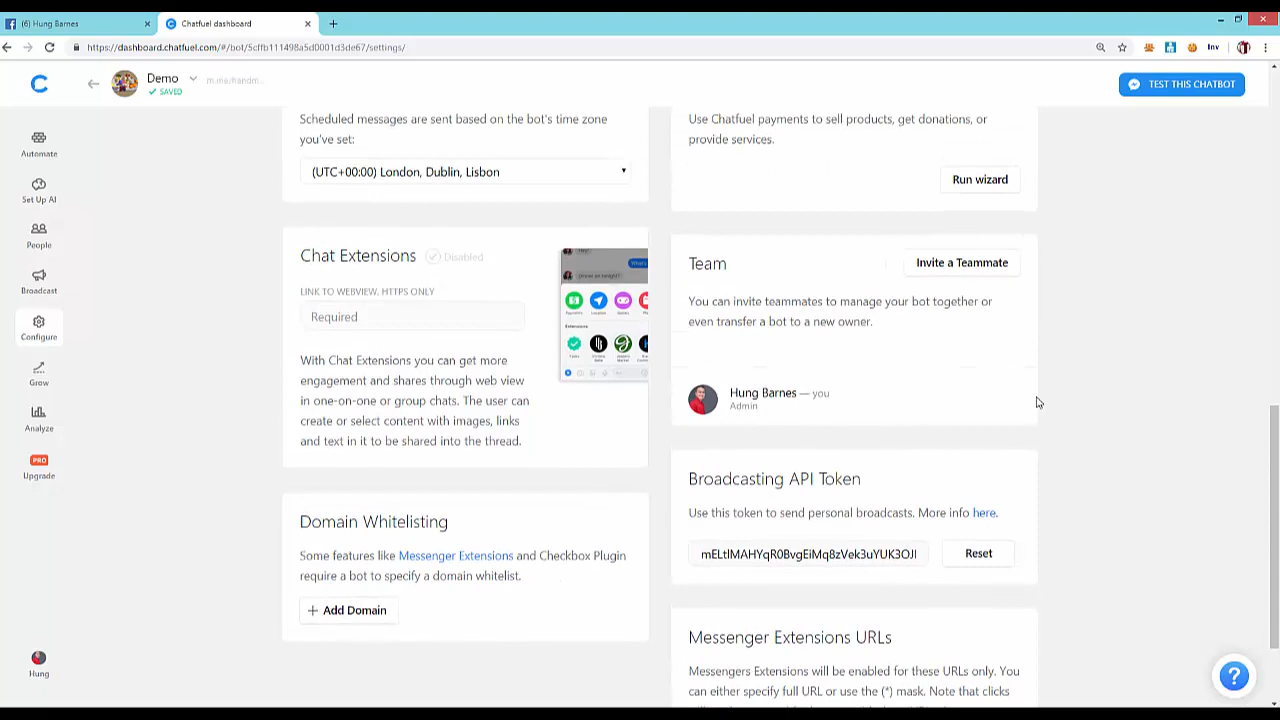 (6) Hung Barnes
Chatfuel dashboard
https://dashboard.chatfuel.com/#/bot/5cffb111498a5d0001d3de67/settings/
Inv
Demo
m.me/handm...
SAVED
TEST THIS CHATBOT
Automate
Set Up AI
People
Broadcast
Configure
Grow
Analyze
PRO
Upgrade
Hung
Scheduled messages are sent based on the bot's time zone
you've set:
(UTC+00:00) London, Dublin, Lisbon
Chat Extensions
Disabled
LINK TO WEBVIEW, HTTPS ONLY
Required
With Chat Extensions you can get more
engagement and shares through web view
in one-on-one or group chats. The user can
create or select content with images, links
and text in it to be shared into the thread.
Domain Whitelisting
Some features like Messenger Extensions and Checkbox Plugin
require a bot to specify a domain whitelist.
+ Add Domain
Use Chatfuel payments to sell products, get donations, or
provide services.
Run wizard
Team
Invite a Teammate
You can invite teammates to manage your bot together or
even transfer a bot to a new owner.
Hung Barnes — you
Admin
Broadcasting API Token
Use this token to send personal broadcasts. More info here.
mELtIMAHYqR0BvgEiMq8zVek3uYUK3OJI
Reset
Messenger Extensions URLs
Messengers Extensions will be enabled for these URLs only. You
can either specify full URL or use the (*) mask. Note that clicks
?